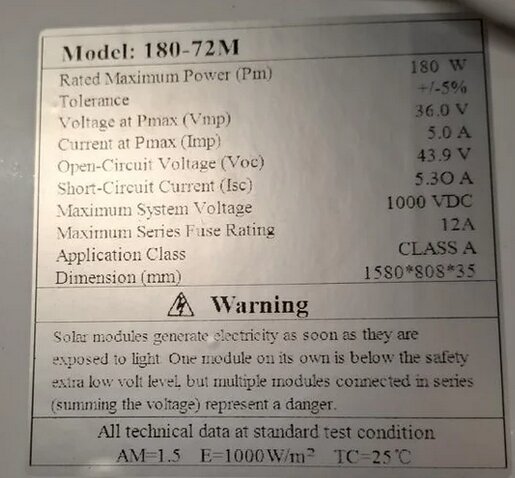 Model: 180-72M
Rated Maximum Power (Pm) 180 W
Tolerance +/-5%
Voltage at Pmax (Vmp) 36.0 V
Current at Pmax (Imp) 5.0 A
Open-Circuit Voltage (Voc) 43.9 V
Short-Circuit Current (Isc) 5.30 A
Maximum System Voltage 1000 VDC
Maximum Series Fuse Rating 12A
Application Class CLASS A
Dimension (mm) 1580*808*35
Warning
Solar modules generate electricity as soon as they are
exposed to light. One module on its own is below the safety
extra low volt level, but multiple modules connected in series
(summing the voltage) represent a danger.
All technical data at standard test condition
AM=1.5 E=1000W/m² TC=25℃